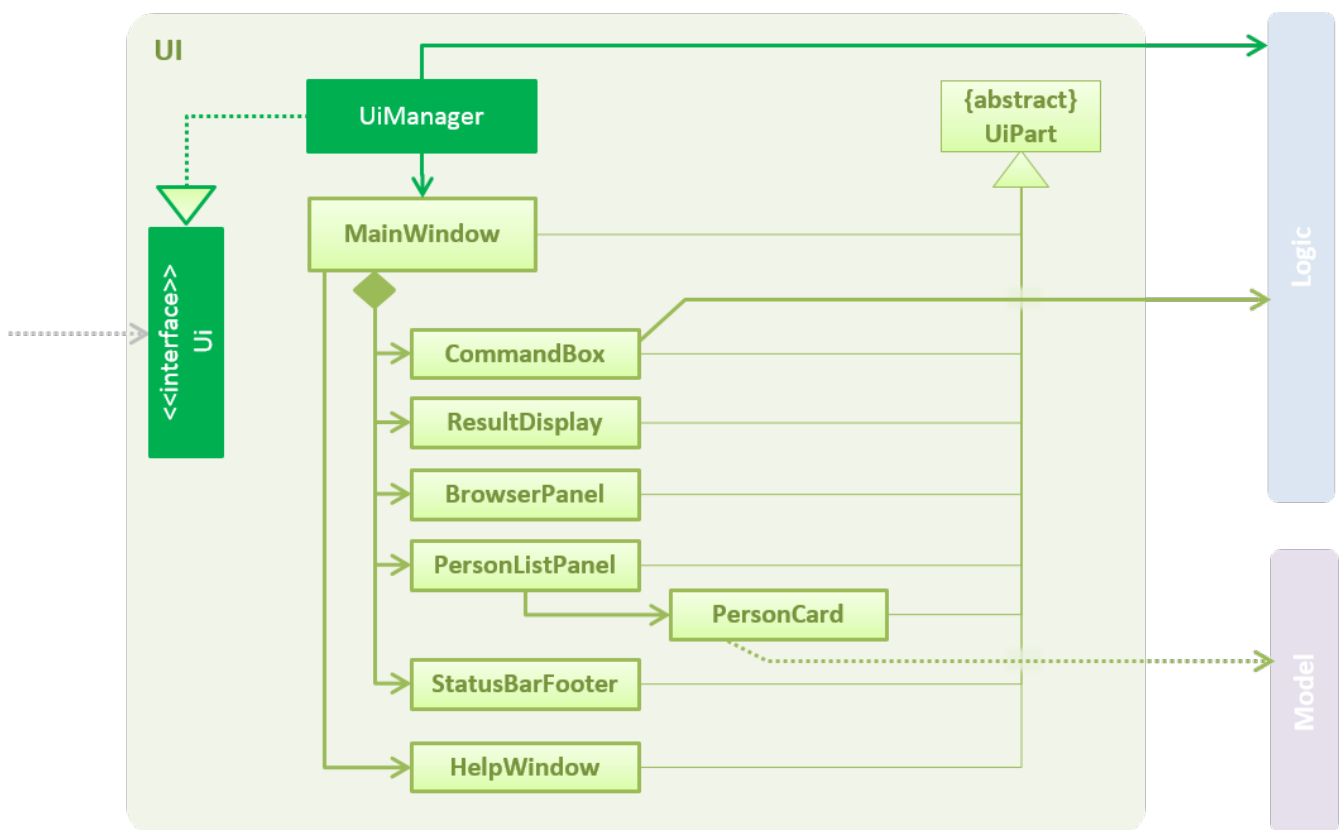 UI
UiManager
{abstract}
UiPart
MainWindow
<<interface>>
Ui
Logic
CommandBox
ResultDisplay
BrowserPanel
PersonListPanel
PersonCard
StatusBarFooter
HelpWindow
Model